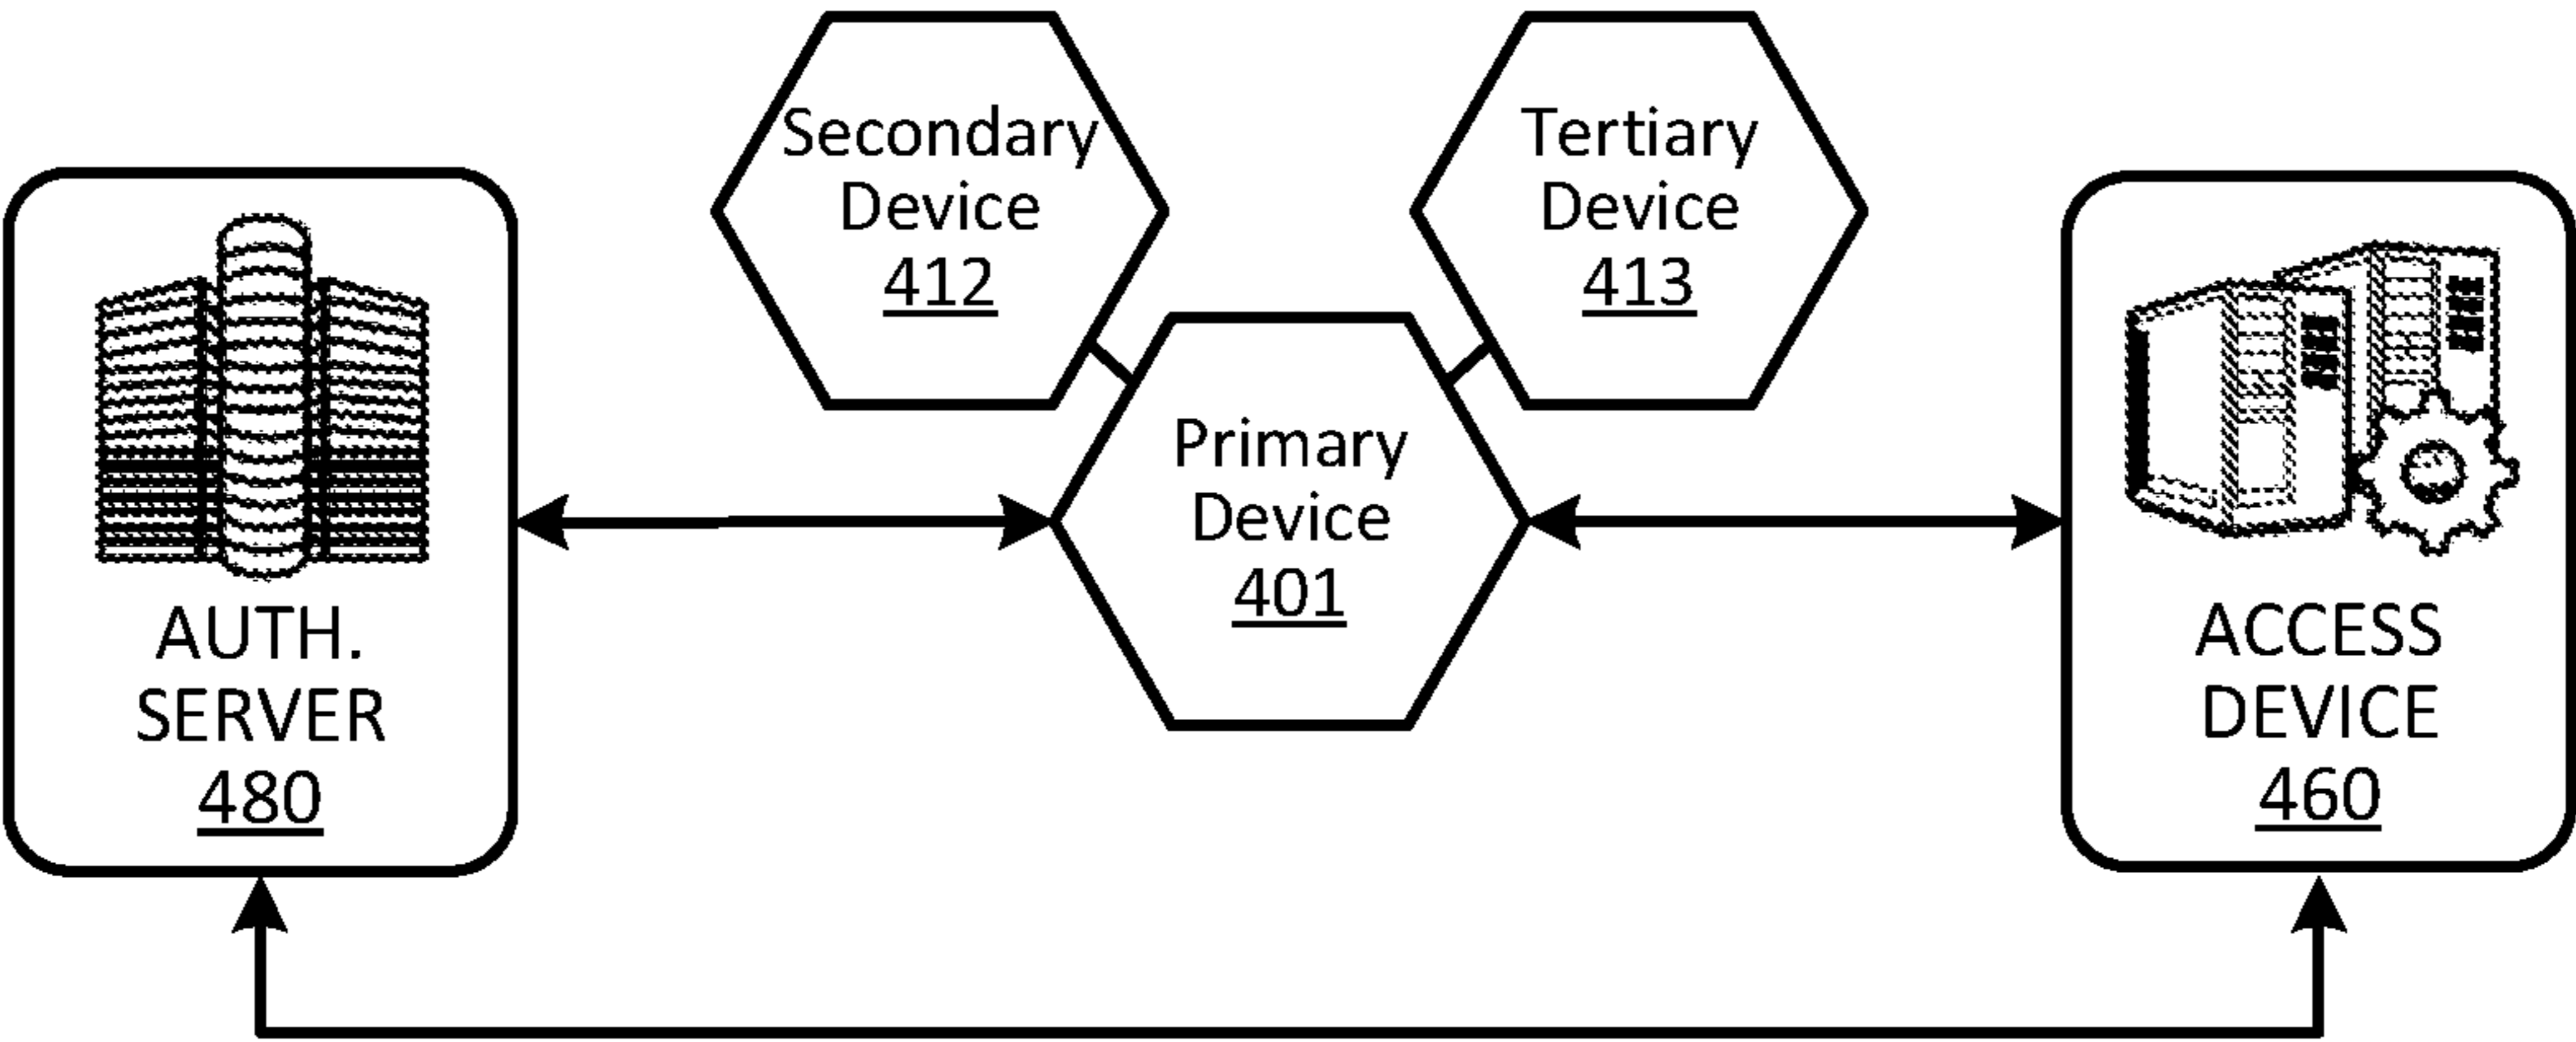 Secondary
Device
412
Tertiary
Device
413
Primary
Device
401
AUTH.
SERVER
480
ACCESS
DEVICE
460